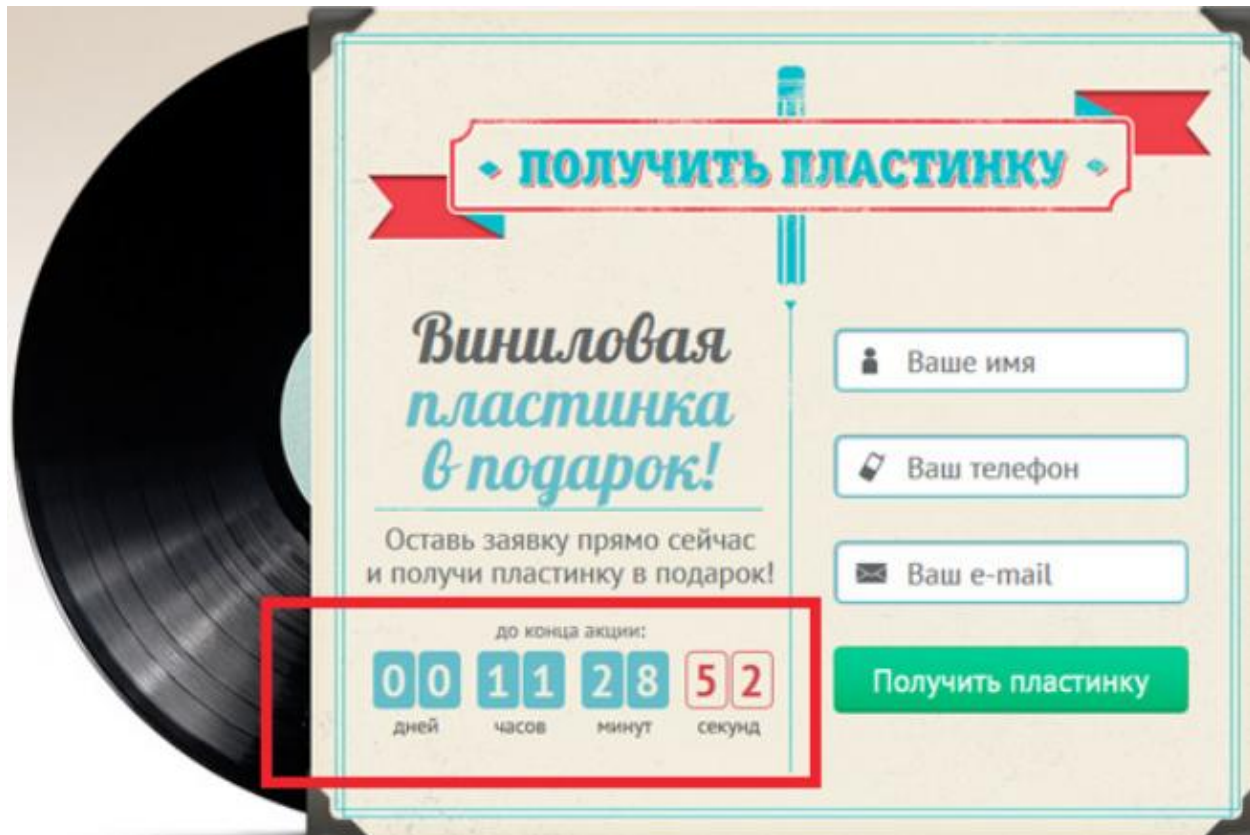 ПОЛУЧИТЬ ПЛАСТИНКУ
Виниловая
пластинка
в подарок!
Оставь заявку прямо сейчас
и получи пластинку в подарок!
до конца акции:
00 11 28 52
дней часов минут секунд
Ваше имя
Ваш телефон
Ваш e-mail
Получить пластинку